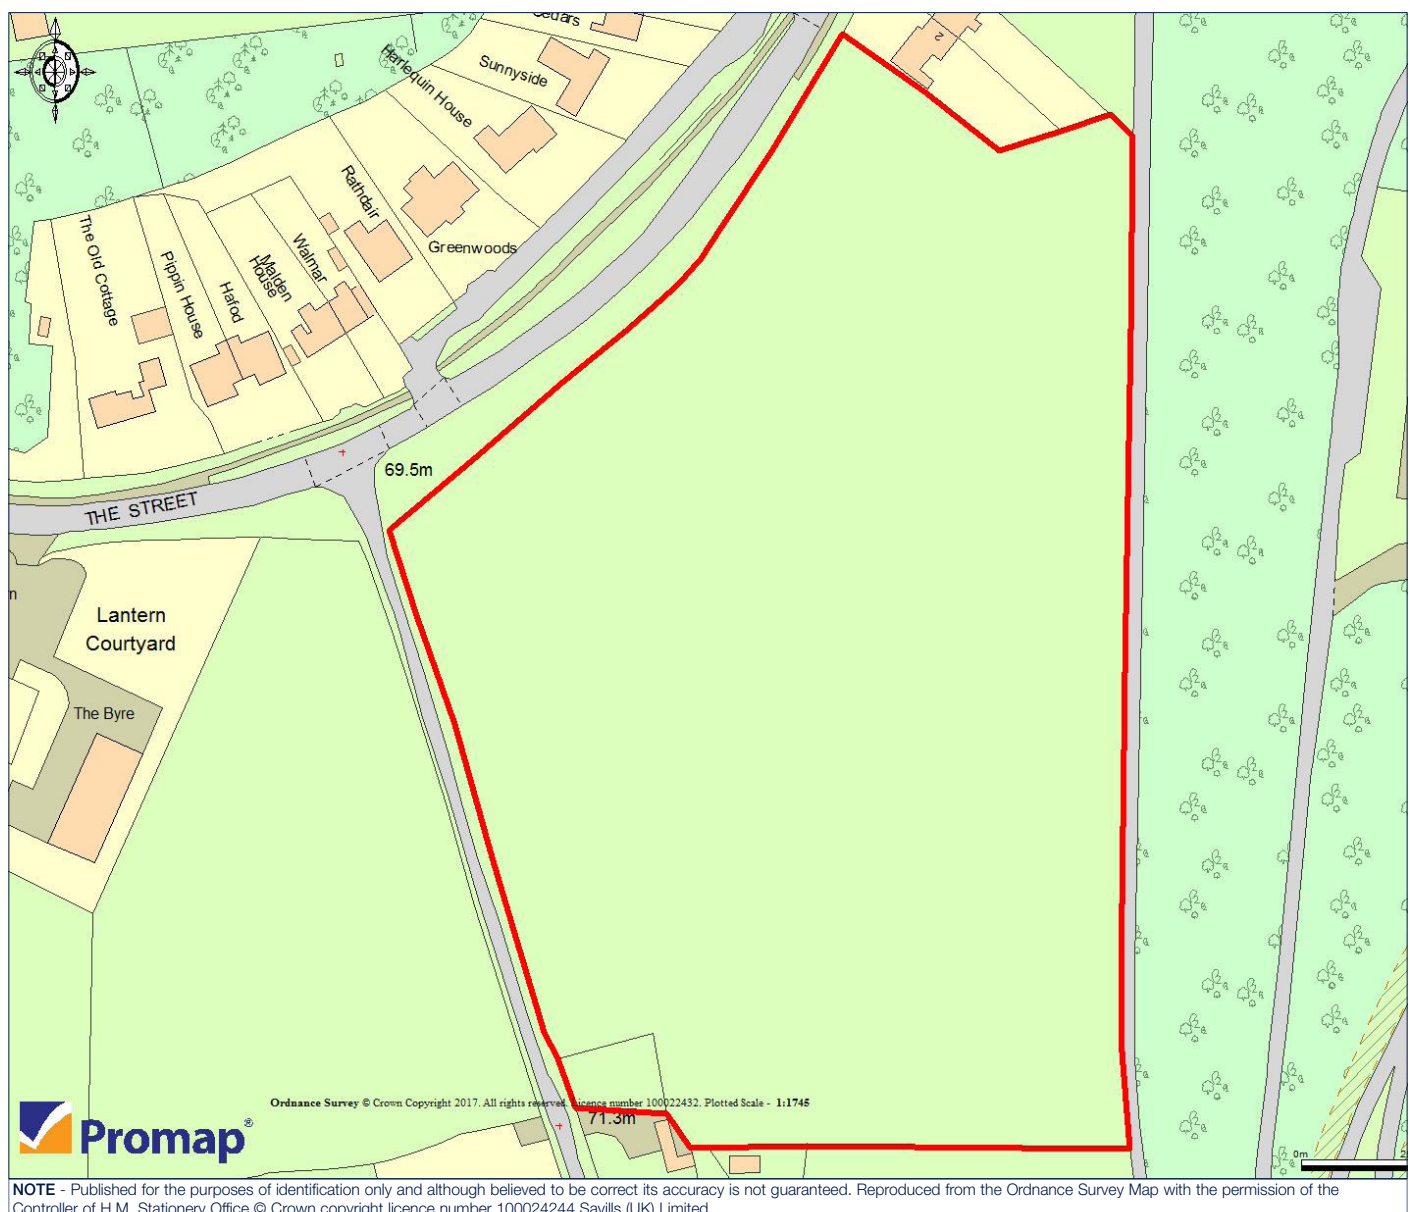 Sunnyside
Harlequin House
Rathdair
Greenwoods
Walmar
Malden
House
Hafod
Pippin House
The Old Cottage
2
69.5m
THE STREET
Lantern
Courtyard
The Byre
Ordnance Survey © Crown Copyright 2017. All rights reserved. Licence number 100022432. Plotted Scale - 1:1745
71.3m
Promap®
0m
NOTE - Published for the purposes of identification only and although believed to be correct its accuracy is not guaranteed. Reproduced from the Ordnance Survey Map with the permission of the
Controller of H.M. Stationery Office © Crown copyright licence number 100024244 Savills (UK) Limited